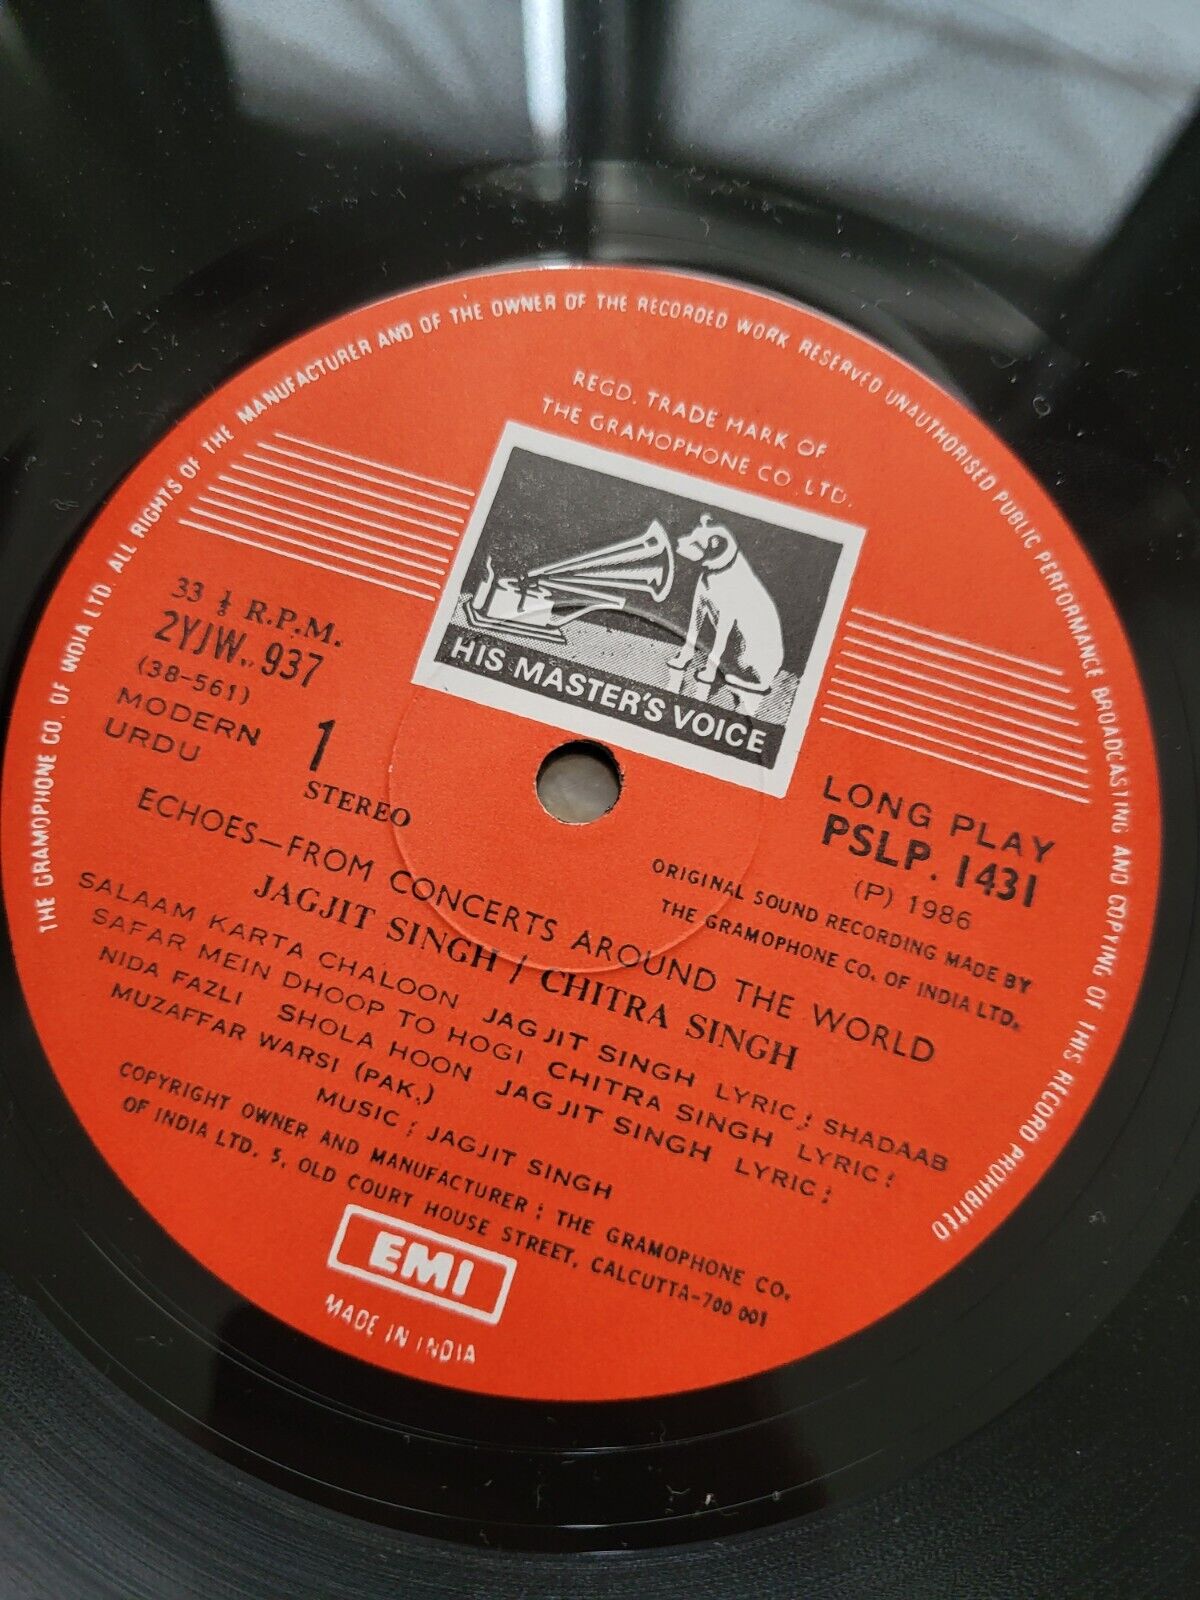 THE GRAMOPHONE CO. OF INDIA LTD. ALL RIGHTS OF THE MANUFACTURER AND OF THE OWNER OF THE RECORDED WORK RESERVED UNAUTHORISED PUBLIC PERFORMANCE BROADCASTING AND COPYING OF THIS RECORD PROHIBITED
REGD. TRADE MARK OF
THE GRAMOPHONE CO. LTD.
HIS MASTER'S VOICE
33 ⅓ R.P.M.
2YJW. 937
(38-561)
MODERN
URDU
1
STEREO
LONG PLAY
PSLP. 1431
(P) 1986
ORIGINAL SOUND RECORDING MADE BY
THE GRAMOPHONE CO. OF INDIA LTD.
ECHOES—FROM CONCERTS AROUND THE WORLD
JAGJIT SINGH / CHITRA SINGH
SALAAM KARTA CHALOON JAGJIT SINGH LYRIC: SHADAAB
SAFAR MEIN DHOOP TO HOGI CHITRA SINGH LYRIC:
NIDA FAZLI SHOLA HOON JAGJIT SINGH LYRIC:
MUZAFFAR WARSI (PAK.)
MUSIC: JAGJIT SINGH
COPYRIGHT OWNER AND MANUFACTURER: THE GRAMOPHONE CO.
OF INDIA LTD. 5, OLD COURT HOUSE STREET, CALCUTTA-700 001
EMI
MADE IN INDIA